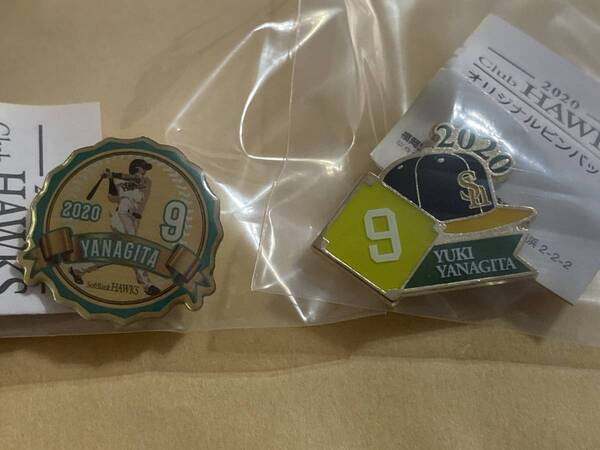 Club HAWKS
2020
9
YANAGITA
SoftBank HAWKS
2020
Club HAWKS
オリジナルピンバッ
2020
SH
9
YUKI
YANAGITA
浜 2-2-2